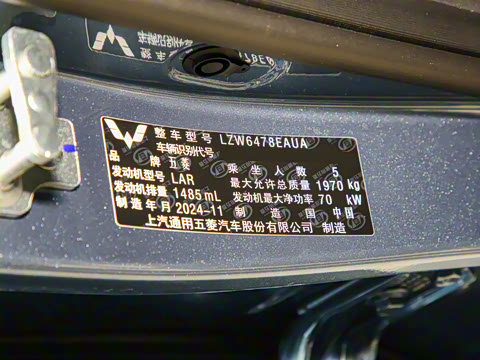 整车型号 LZW6478EAUA
车辆识别代号
品牌 五菱 乘坐人数 5
发动机型号 LAR 最大允许总质量 1970 kg
发动机排量 1485 mL 发动机最大净功率 70 kW
制造年月 2024-11 制造国 中国
上汽通用五菱汽车股份有限公司 制造